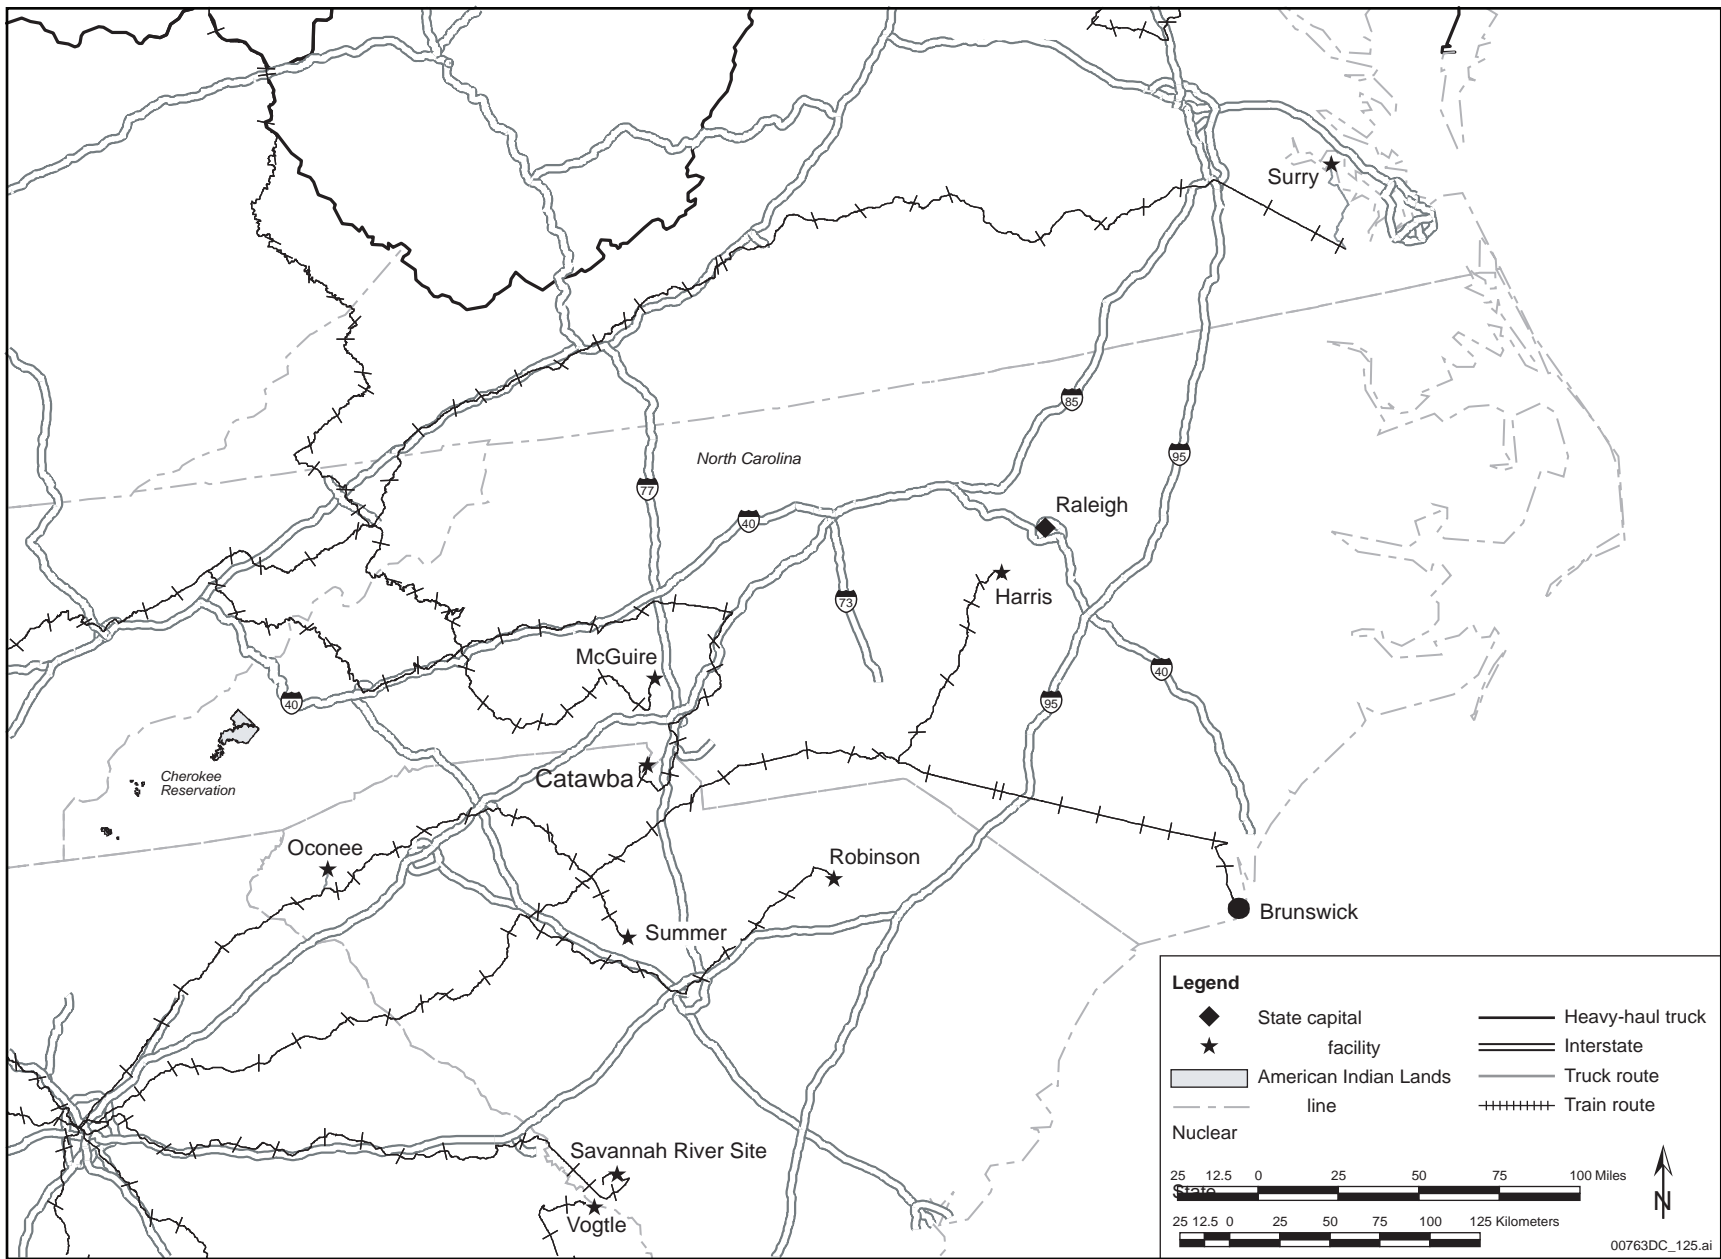 Surry
85
95
North Carolina
77
40
Raleigh
73
Harris
McGuire
40
40
95
Cherokee
Reservation
Catawba
Oconee
Robinson
Brunswick
Summer
Savannah River Site
Vogtle
Legend
State capital
facility
American Indian Lands
line
Nuclear
State
Heavy-haul truck
Interstate
Truck route
Train route
25 12.5 0 25 50 75 100 Miles
25 12.5 0 25 50 75 100 125 Kilometers
N
00763DC_125.ai